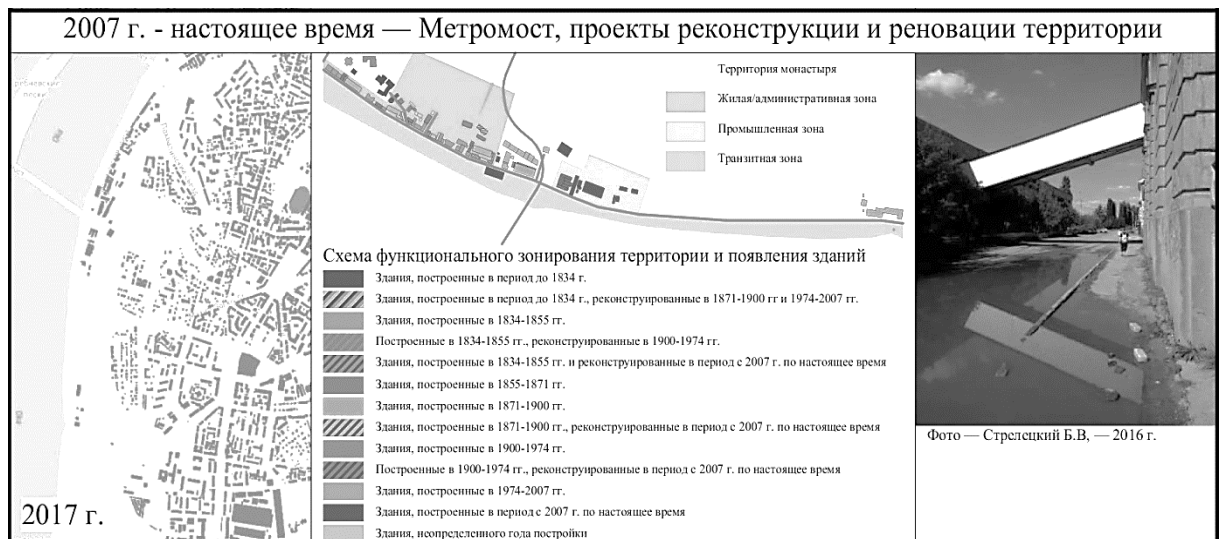 2007 г. - настоящее время — Метромост, проекты реконструкции и реновации территории
пески
2017 г.
Территория монастыря
Жилая/административная зона
Промышленная зона
Транзитная зона
Схема функционального зонирования территории и появления зданий
Здания, построенные в период до 1834 г.
Здания, построенные в период до 1834 г., реконструированные в 1871-1900 гг и 1974-2007 гг.
Здания, построенные в 1834-1855 гг.
Построенные в 1834-1855 гг., реконструированные в 1900-1974 гг.
Здания, построенные в 1834-1855 гг. и реконструированные в период с 2007 г. по настоящее время
Здания, построенные в 1855-1871 гг.
Здания, построенные в 1871-1900 гг.
Здания, построенные в 1871-1900 гг., реконструированные в период с 2007 г. по настоящее время
Здания, построенные в 1900-1974 гг.
Построенные в 1900-1974 гг., реконструированные в период с 2007 г. по настоящее время
Здания, построенные в 1974-2007 гг.
Здания, построенные в период с 2007 г. по настоящее время
Здания, неопределенного года постройки
Фото — Стрелецкий Б.В, — 2016 г.